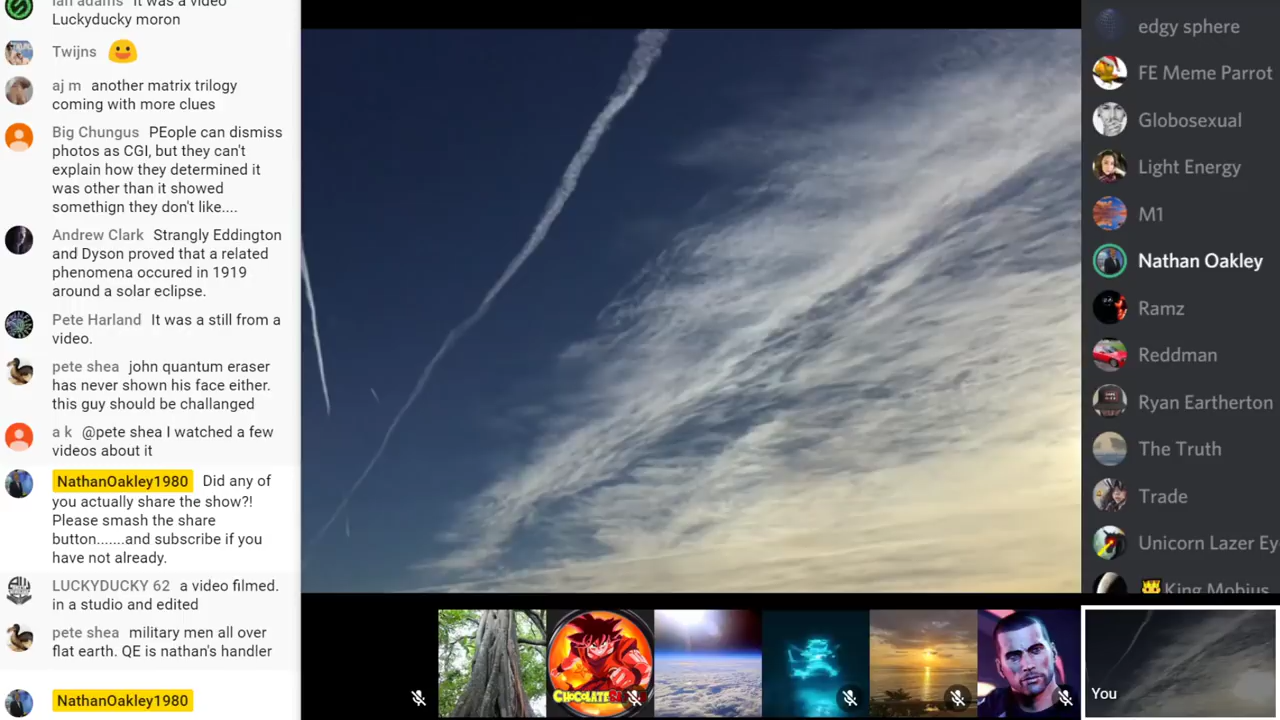 Ian adams It was a video
Luckyducky moron
Twijns
aj m another matrix trilogy
coming with more clues
Big Chungus PEople can dismiss
photos as CGI, but they can't
explain how they determined it
was other than it showed
somethign they don't like....
Andrew Clark Strangly Eddington
and Dyson proved that a related
phenomena occured in 1919
around a solar eclipse.
Pete Harland It was a still from a
video.
pete shea john quantum eraser
has never shown his face either.
this guy should be challanged
a k @pete shea I watched a few
videos about it
NathanOakley1980 Did any of
you actually share the show?!
Please smash the share
button.......and subscribe if you
have not already.
LUCKYDUCKY 62 a video filmed.
in a studio and edited
pete shea military men all over
flat earth. QE is nathan's handler
NathanOakley1980
edgy sphere
FE Meme Parrot
Globosexual
Light Energy
M1
Nathan Oakley
Ramz
Reddman
Ryan Eartherton
The Truth
Trade
Unicorn Lazer Ey
King Mobius
You